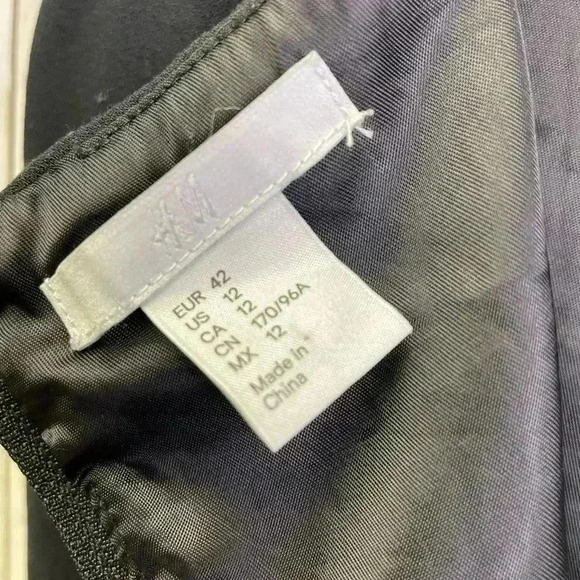 H&M
EUR 42
US 12
CA 12
CN 170/96A
MX 12
Made in
China